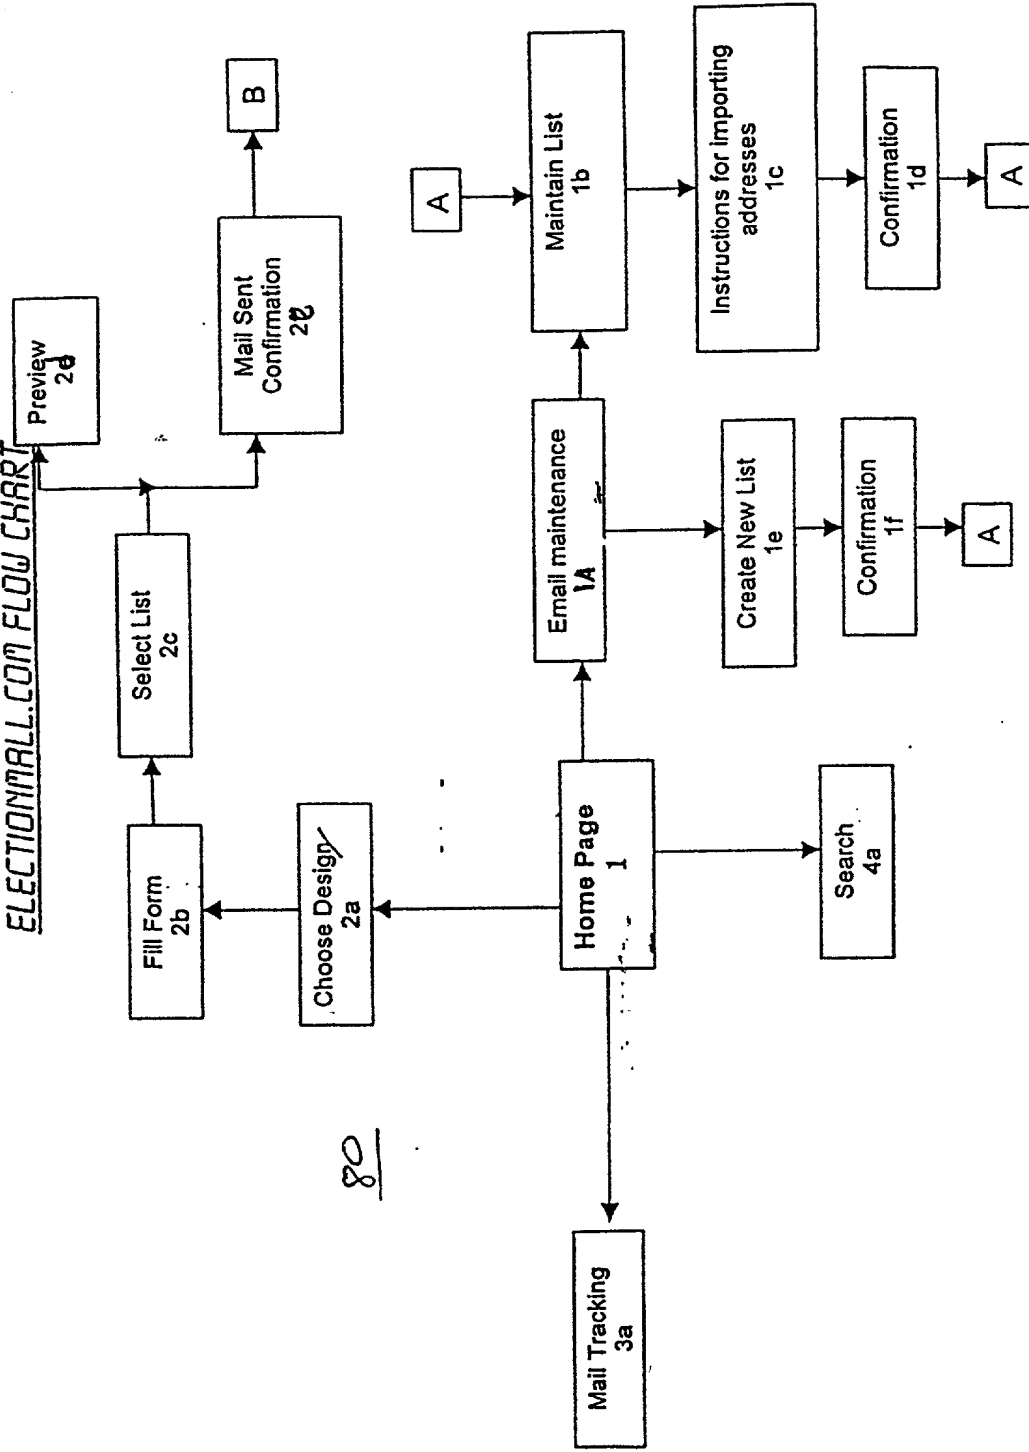 ELECTIONMALL.COM FLOW CHART
Preview
2d
Mail Sent
Confirmation
2e
B
Select List
2c
Fill Form
2b
Choose Design
2a
80
A
Maintain List
1b
Email maintenance
1A
Home Page
1
Mail Tracking
3a
Instructions for importing
addresses
1c
Create New List
1e
Search
4a
Confirmation
1d
Confirmation
1f
A
A